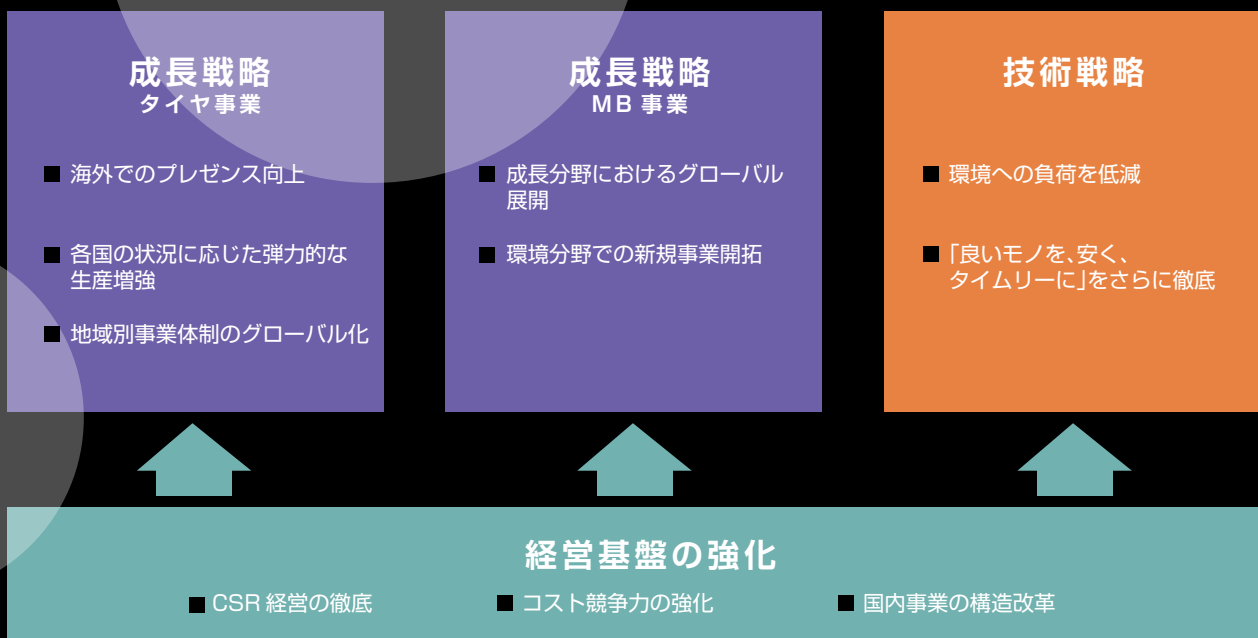 成長戦略
タイヤ事業
■ 海外でのプレゼンス向上
■ 各国の状況に応じた弾力的な
生産増強
■ 地域別事業体制のグローバル化
成長戦略
MB 事業
■ 成長分野におけるグローバル
展開
■ 環境分野での新規事業開拓
技術戦略
■ 環境への負荷を低減
■ 「良いモノを、安く、
タイムリーに」をさらに徹底
経営基盤の強化
■ CSR 経営の徹底
■ コスト競争力の強化
■ 国内事業の構造改革